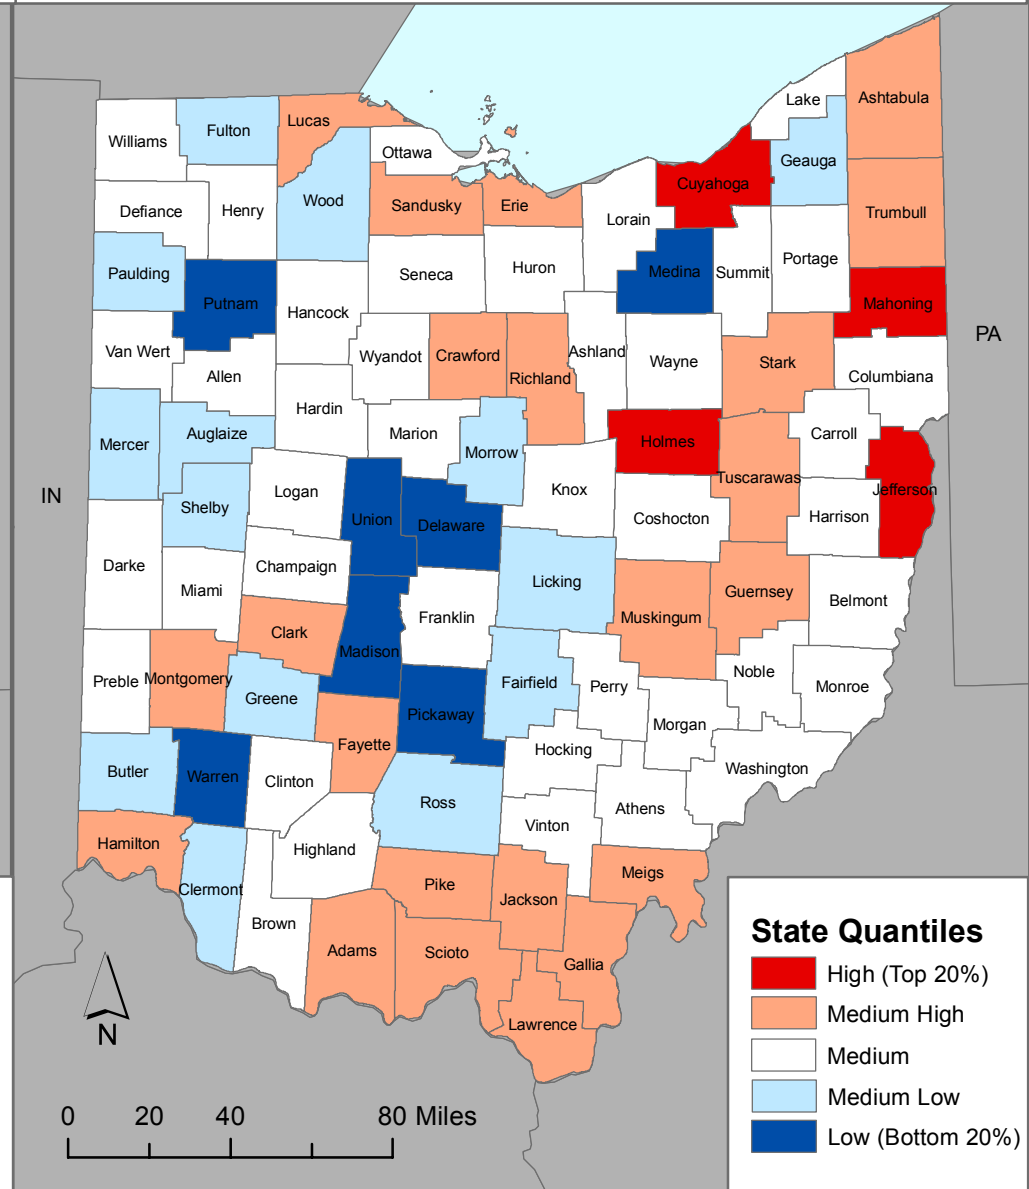 Lake
Ashtabula
Lucas
Fulton
Williams
Ottawa
Geauga
Cuyahoga
Wood
Sandusky
Erie
Defiance
Henry
Trumbull
Lorain
Portage
Huron
Seneca
Medina
Summit
Paulding
Putnam
Mahoning
Hancock
PA
Van Wert
Wyandot
Crawford
Ashland
Wayne
Stark
Allen
Richland
Columbiana
Hardin
Marion
Carroll
Auglaize
Mercer
Holmes
Morrow
Tuscarawas
IN
Logan
Knox
Jefferson
Shelby
Union
Delaware
Coshocton
Harrison
Darke
Champaign
Licking
Miami
Guernsey
Belmont
Franklin
Muskingum
Clark
Madison
Noble
Preble
Montgomery
Fairfield
Perry
Monroe
Greene
Pickaway
Morgan
Fayette
Hocking
Butler
Warren
Clinton
Washington
Ross
Athens
Vinton
Hamilton
Highland
Meigs
Clermont
Pike
Jackson
Brown
Adams
Scioto
Gallia
Lawrence
N
0 20 40 80 Miles
State Quantiles
High (Top 20%)
Medium High
Medium
Medium Low
Low (Bottom 20%)